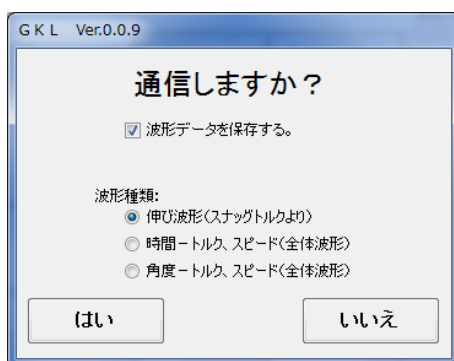 GKL Ver.0.0.9
通信しますか？
波形データを保存する。
波形種類:
伸び波形(スナッグトルクより)
時間－トルク、スピード(全体波形)
角度－トルク、スピード(全体波形)
はい いいえ